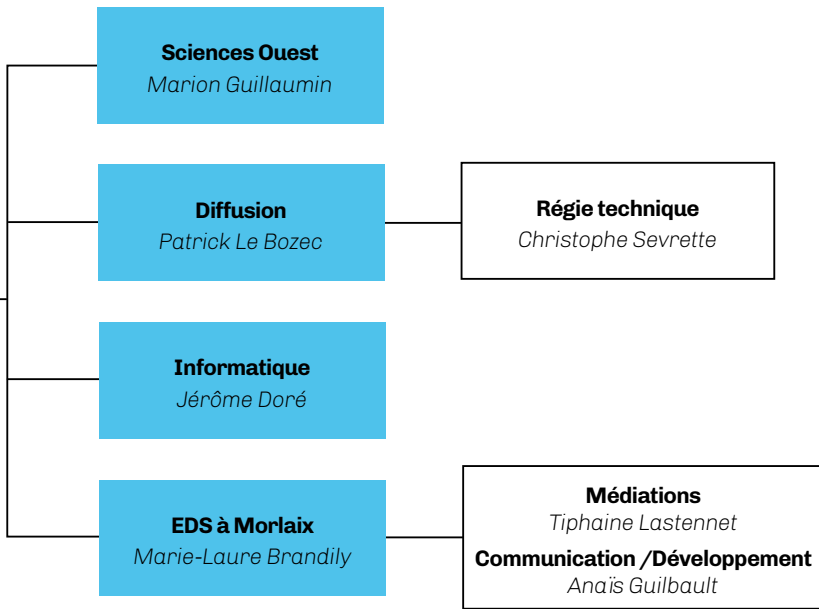 Sciences Ouest
Marion Guillaumin
Diffusion
Patrick Le Bozec
Régie technique
Christophe Sevrette
Informatique
Jérôme Doré
EDS à Morlaix
Marie-Laure Brandily
Médiations
Tiphaine Lastennet
Communication /Développement
Anaïs Guilbault